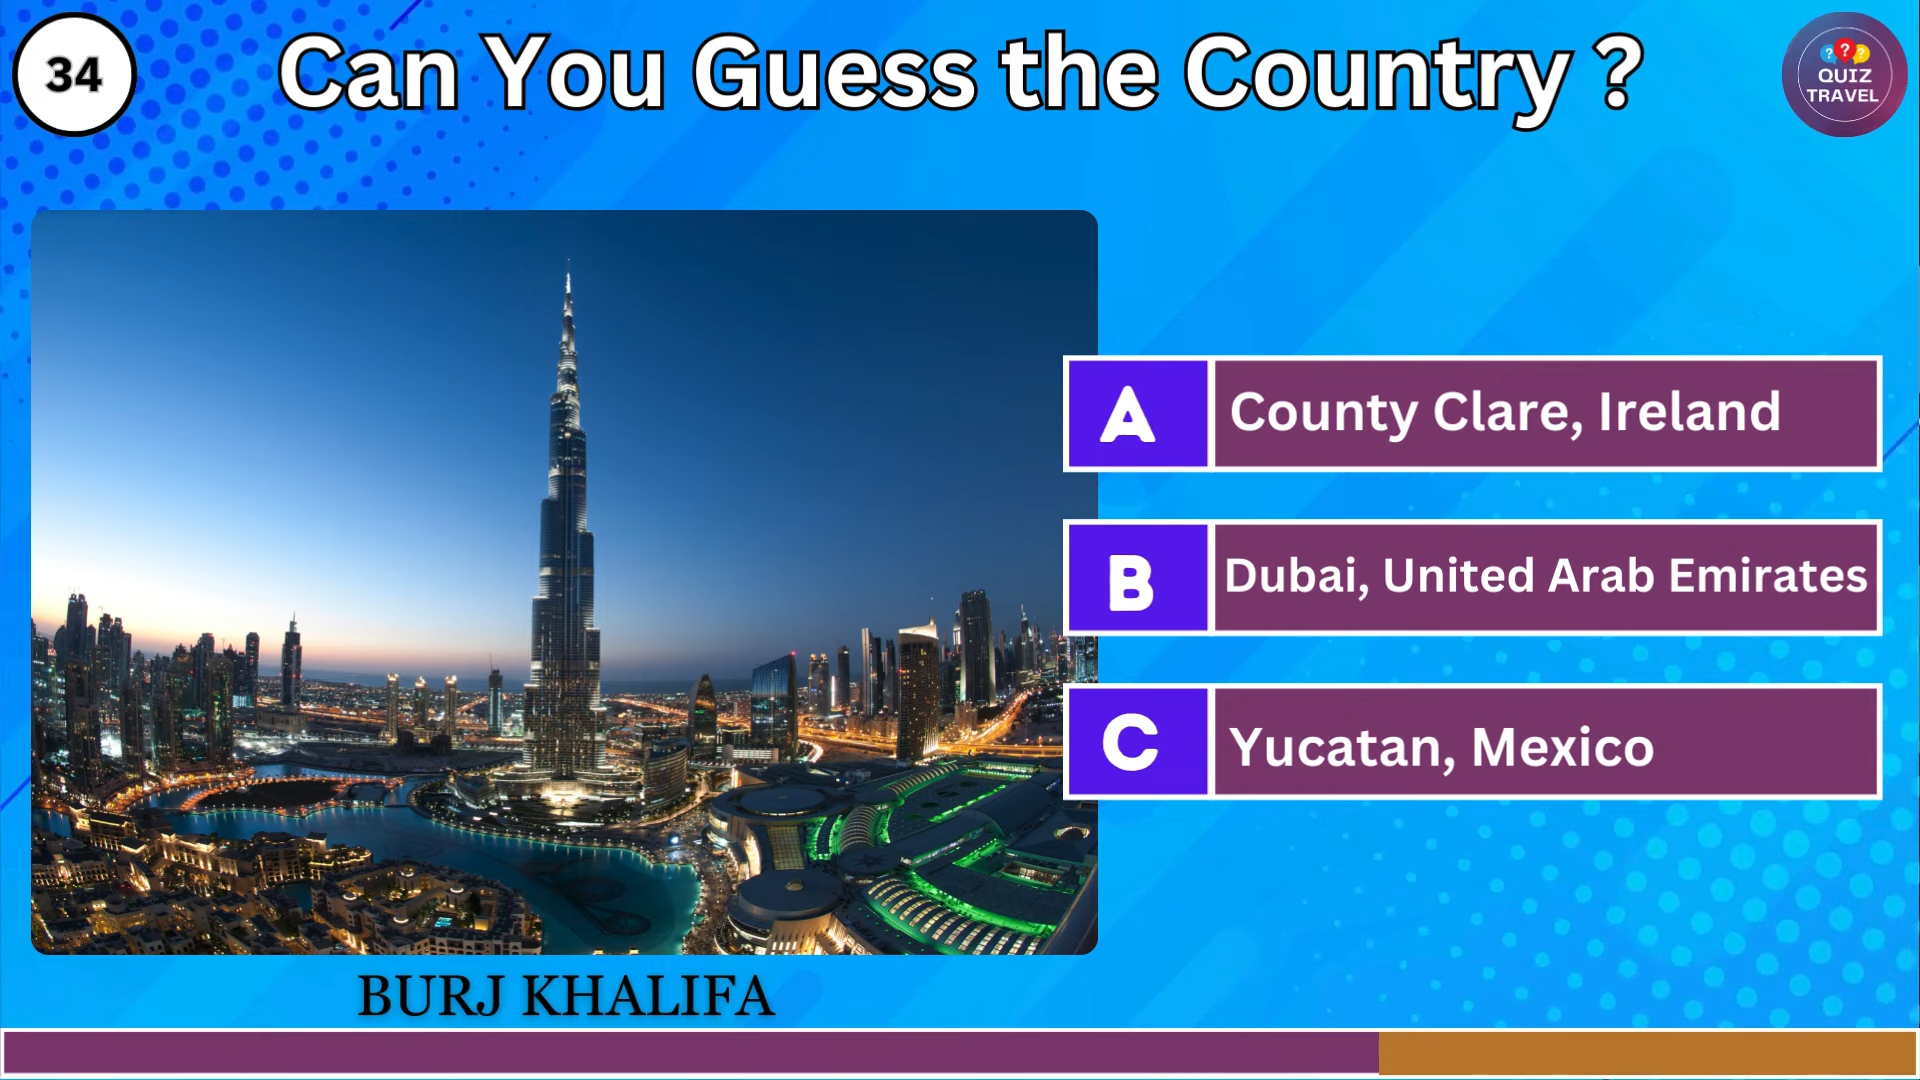 34
Can You Guess the Country ?
? ? ?
QUIZ
TRAVEL
A
County Clare, Ireland
B
Dubai, United Arab Emirates
C
Yucatan, Mexico
BURJ KHALIFA